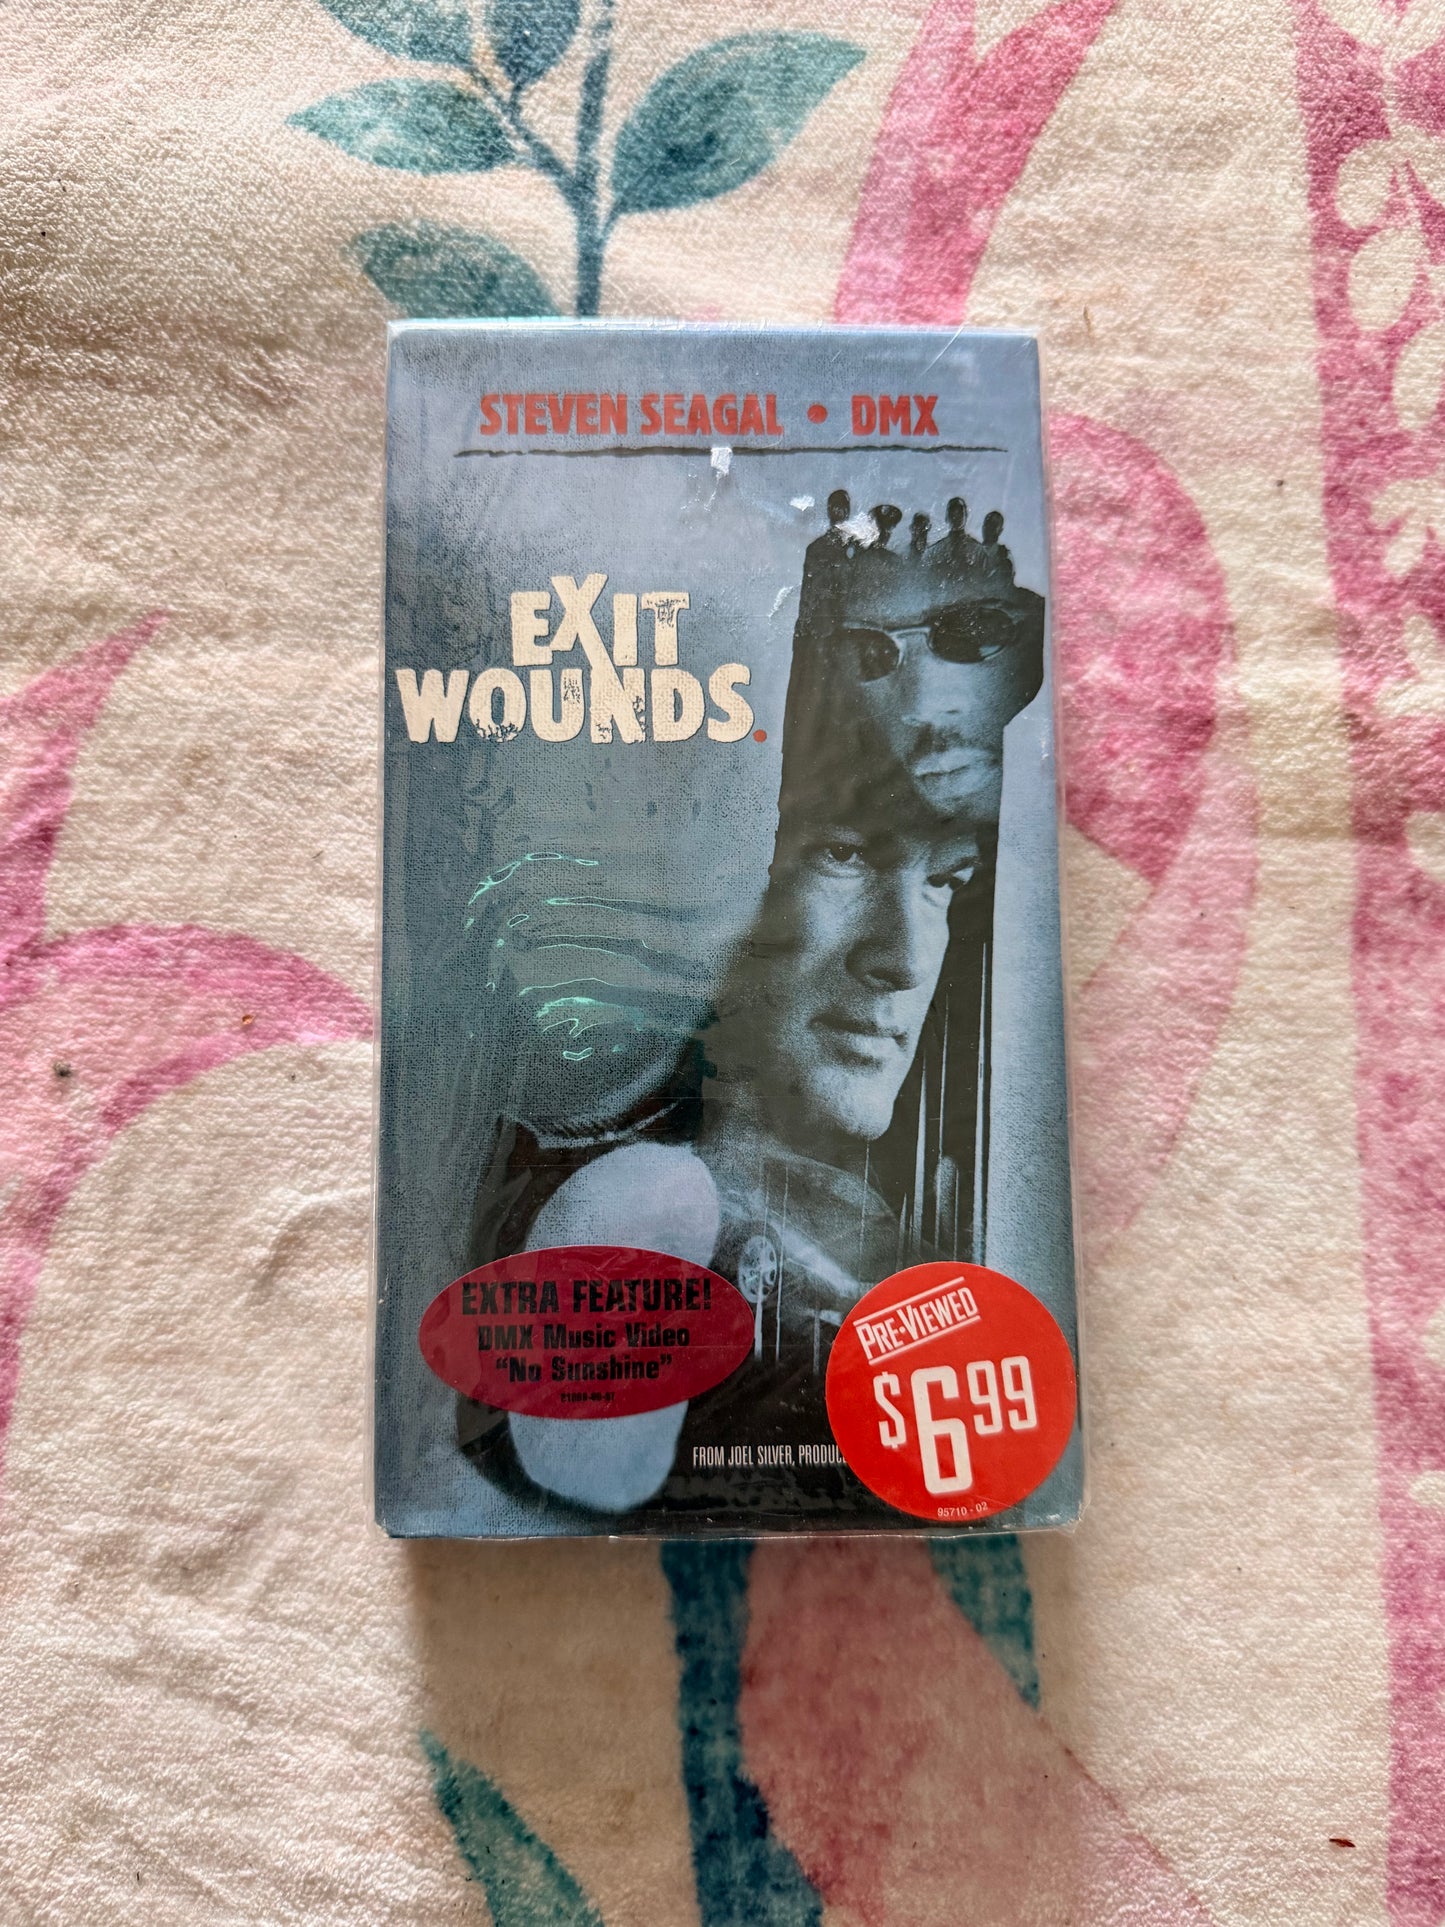 STEVEN SEAGAL • DMX
EXIT
WOUNDS.
EXTRA FEATURE!
DMX Music Video
"No Sunshine"
PRE-VIEWED
$6.99
95710 - 02
FROM JOEL SILVER,